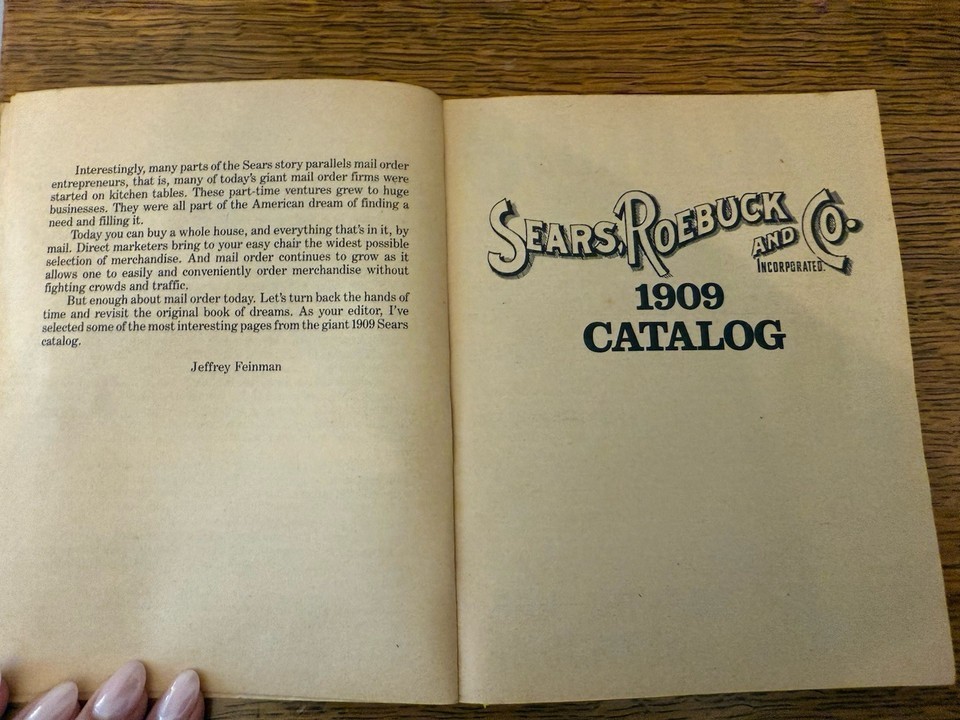 Interestingly, many parts of the Sears story parallels mail order
entrepreneurs, that is, many of today's giant mail order firms were
started on kitchen tables. These part-time ventures grew to huge
businesses. They were all part of the American dream of finding a
need and filling it.
Today you can buy a whole house, and everything that's in it, by
mail. Direct marketers bring to your easy chair the widest possible
selection of merchandise. And mail order continues to grow as it
allows one to easily and conveniently order merchandise without
fighting crowds and traffic.
But enough about mail order today. Let's turn back the hands of
time and revisit the original book of dreams. As your editor, I've
selected some of the most interesting pages from the giant 1909 Sears
catalog.
Jeffrey Feinman
SEARS, ROEBUCK AND CO.
INCORPORATED.
1909
CATALOG